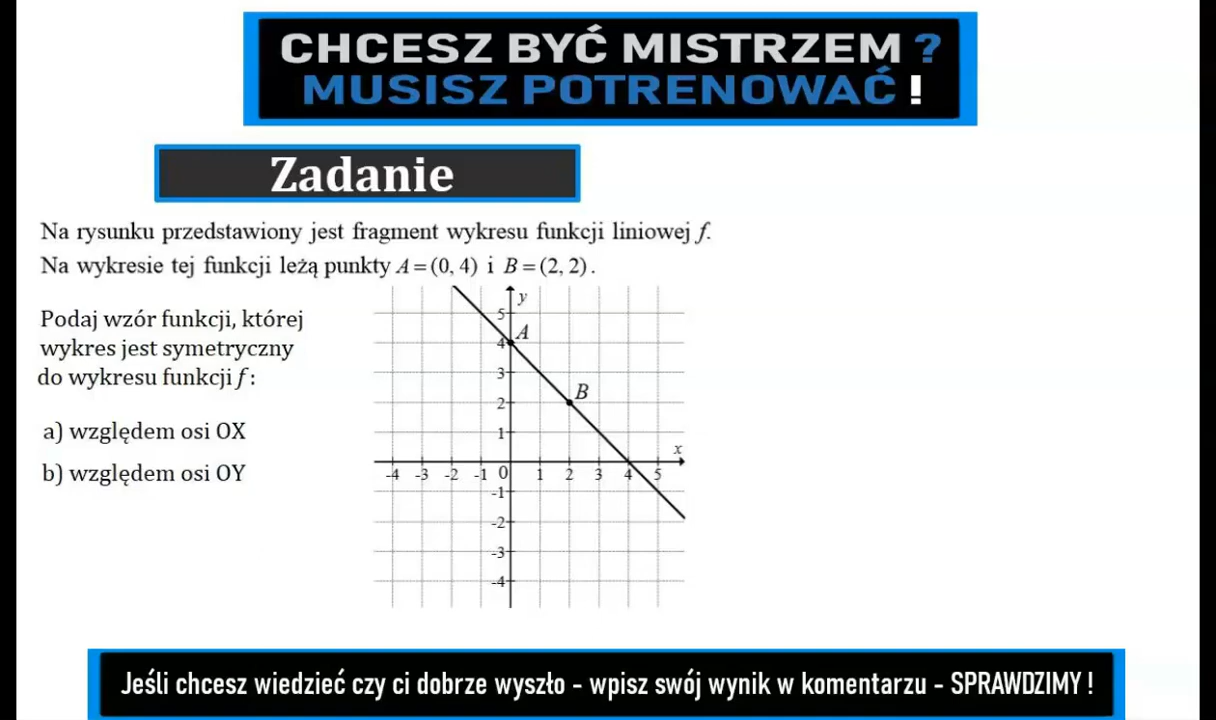 CHCESZ BYĆ MISTRZEM ?
MUSISZ POTRENOWAĆ !
Zadanie
Na rysunku przedstawiony jest fragment wykresu funkcji liniowej f.
Na wykresie tej funkcji leżą punkty A = (0, 4) i B = (2, 2).
Podaj wzór funkcji, której
wykres jest symetryczny
do wykresu funkcji f :
a) względem osi OX
b) względem osi OY
y
5
A
4
3
B
2
1
x
-4 -3 -2 -1 0 1 2 3 4 5
-1
-2
-3
-4
Jeśli chcesz wiedzieć czy ci dobrze wyszło - wpisz swój wynik w komentarzu - SPRAWDZIMY !